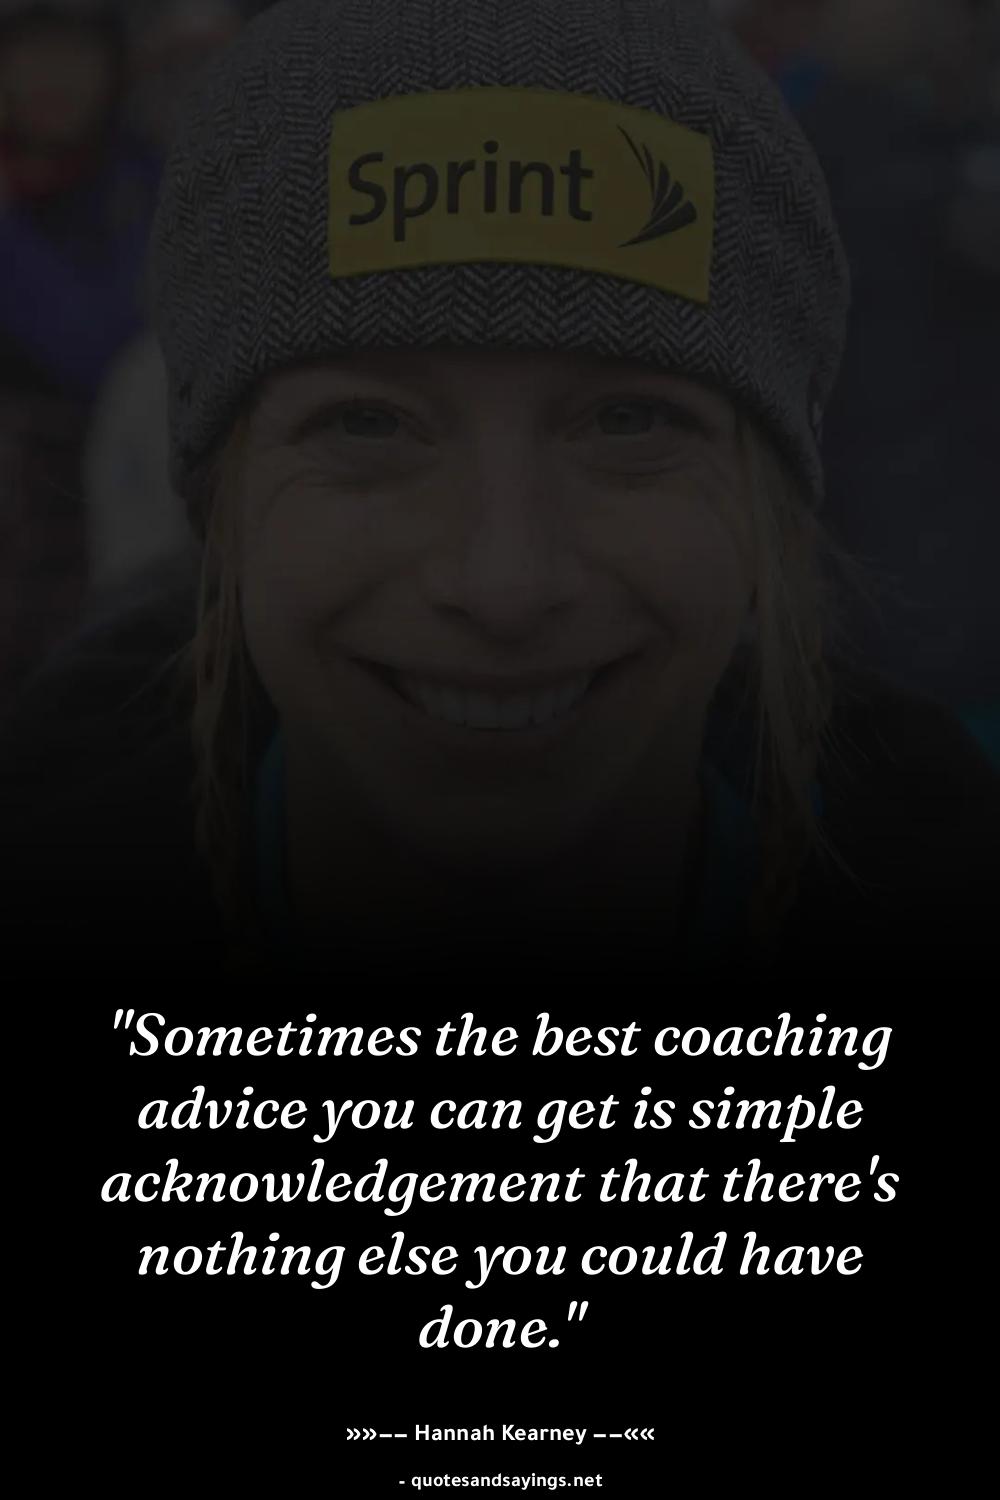 Sprint
"Sometimes the best coaching
advice you can get is simple
acknowledgement that there's
nothing else you could have
done."
»»–– Hannah Kearney ––««
- quotesandsayings.net